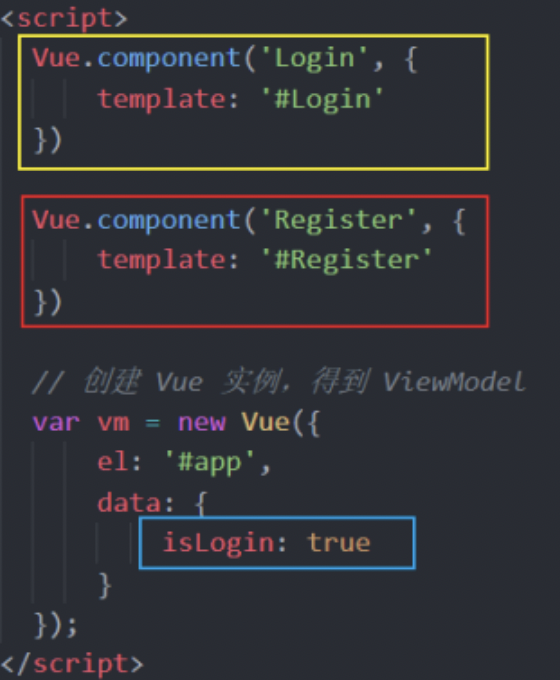 <script>
Vue.component('Login', {
template: '#Login'
})
Vue.component('Register', {
template: '#Register'
})
// 创建 Vue 实例，得到 ViewModel
var vm = new Vue({
el: '#app',
data: {
isLogin: true
}
});
</script>